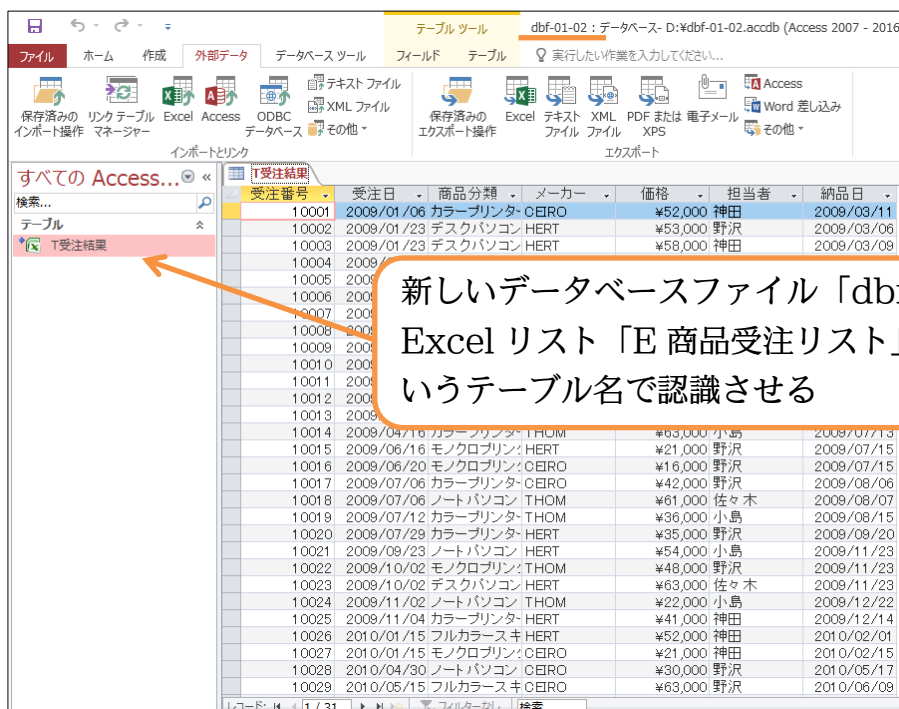 テーブル ツール
dbf-01-02 : データベース- D:¥dbf-01-02.accdb (Access 2007 - 2016
ファイル ホーム 作成 外部データ データベース ツール フィールド テーブル 実行したい作業を入力してください...
保存済みのインポート操作
リンク テーブル マネージャー
Excel
Access
ODBC データベース
テキスト ファイル
XML ファイル
その他
保存済みのエクスポート操作
Excel
テキスト ファイル
XML ファイル
PDF または XPS
電子メール
Access
Word 差し込み
その他
インポートとリンク
エクスポート
すべての Access... «
検索...
テーブル
T受注結果
T受注結果
受注番号 受注日 商品分類 メーカー 価格 担当者 納品日
10001 2009/01/06 カラープリンタ CEIRO ¥52,000 神田 2009/03/11
10002 2009/01/23 デスクパソコン HERT ¥53,000 野沢 2009/03/06
10003 2009/01/23 デスクパソコン HERT ¥58,000 神田 2009/03/09
10004
10005
10006
10007
10008
10009
10010
10011
10012
10013
新しいデータベースファイル「dbf
Excel リスト「E 商品受注リスト」
いうテーブル名で認識させる
10014 2009/04/16 カラープリンタ THOM ¥63,000 小島 2009/07/13
10015 2009/06/16 モノクロプリン HERT ¥21,000 野沢 2009/07/15
10016 2009/06/20 モノクロプリン CEIRO ¥16,000 野沢 2009/07/15
10017 2009/07/06 カラープリンタ CEIRO ¥42,000 野沢 2009/08/06
10018 2009/07/06 ノートパソコン THOM ¥61,000 佐々木 2009/08/07
10019 2009/07/12 カラープリンタ THOM ¥36,000 小島 2009/08/15
10020 2009/07/29 カラープリンタ HERT ¥35,000 野沢 2009/09/20
10021 2009/09/23 ノートパソコン HERT ¥54,000 小島 2009/11/23
10022 2009/10/02 モノクロプリン THOM ¥48,000 野沢 2009/11/23
10023 2009/10/02 デスクパソコン HERT ¥63,000 佐々木 2009/11/23
10024 2009/11/02 ノートパソコン THOM ¥22,000 小島 2009/12/22
10025 2009/11/04 カラープリンタ HERT ¥41,000 神田 2009/12/14
10026 2010/01/15 フルカラースキ HERT ¥52,000 神田 2010/02/01
10027 2010/01/15 モノクロプリン CEIRO ¥21,000 神田 2010/02/15
10028 2010/04/30 ノートパソコン CEIRO ¥30,000 野沢 2010/05/17
10029 2010/05/15 フルカラースキ CEIRO ¥63,000 野沢 2010/06/09
レコード: 1 / 31 フィルターなし 検索